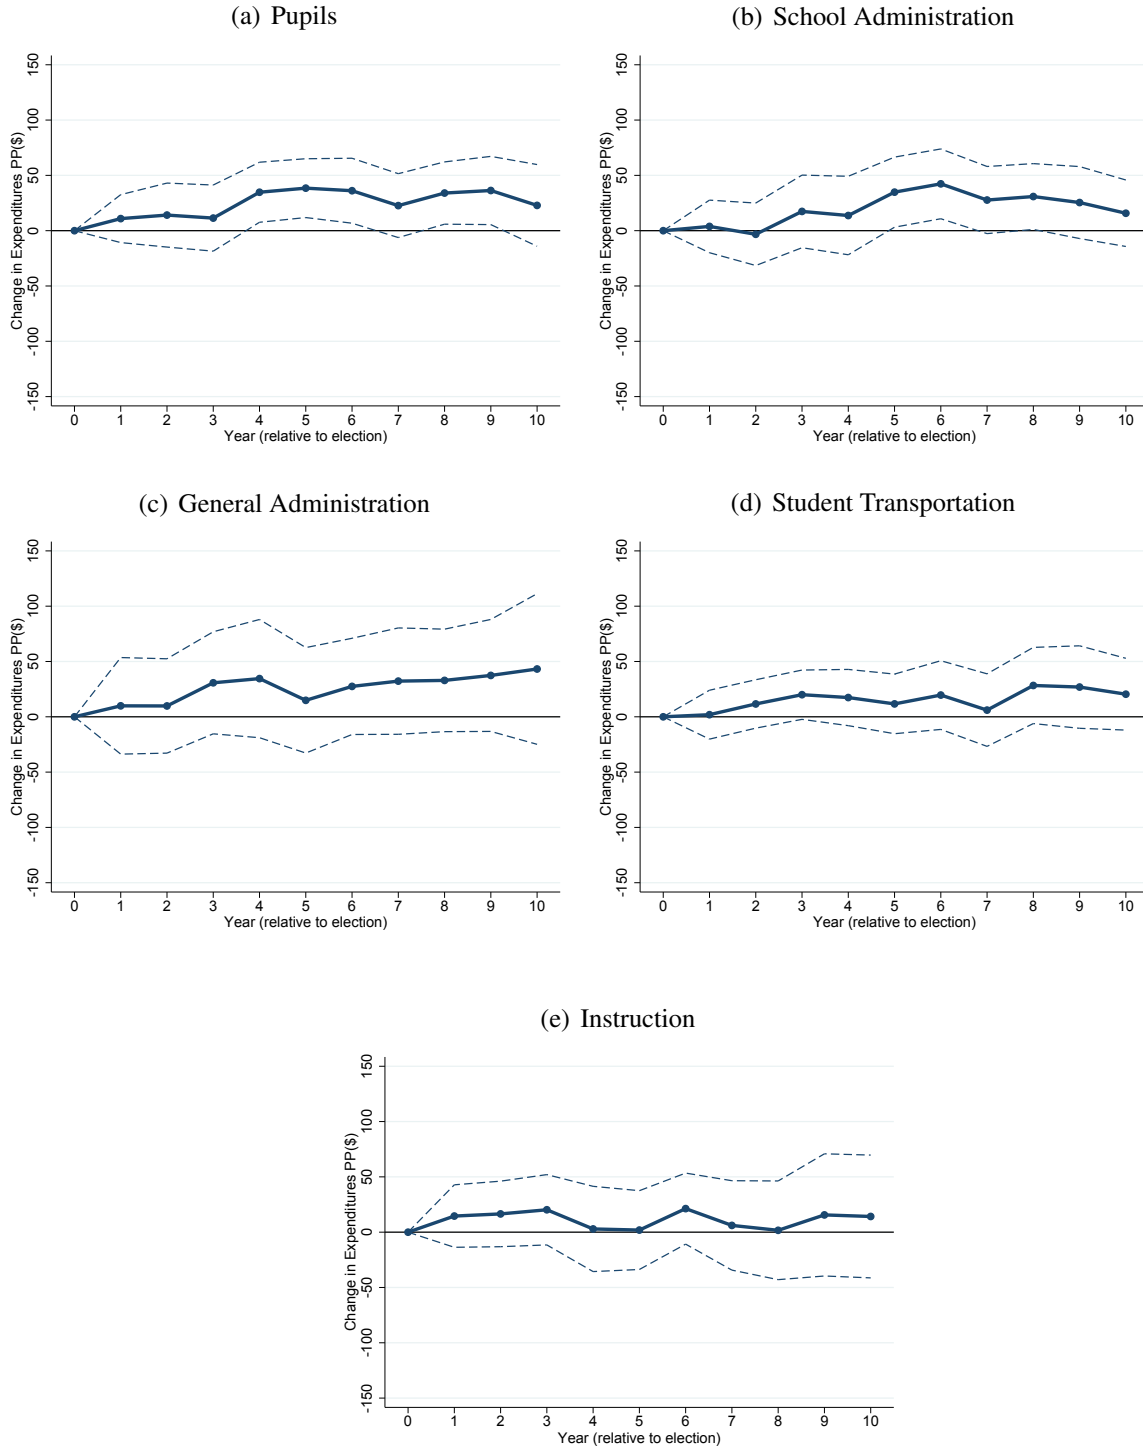 (a) Pupils
Change in Expenditures PP($)
150
100
50
0
-50
-100
-150
0 1 2 3 4 5 6 7 8 9 10
Year (relative to election)
(b) School Administration
Change in Expenditures PP($)
150
100
50
0
-50
-100
-150
0 1 2 3 4 5 6 7 8 9 10
Year (relative to election)
(c) General Administration
Change in Expenditures PP($)
150
100
50
0
-50
-100
-150
0 1 2 3 4 5 6 7 8 9 10
Year (relative to election)
(d) Student Transportation
Change in Expenditures PP($)
150
100
50
0
-50
-100
-150
0 1 2 3 4 5 6 7 8 9 10
Year (relative to election)
(e) Instruction
Change in Expenditures PP($)
150
100
50
0
-50
-100
-150
0 1 2 3 4 5 6 7 8 9 10
Year (relative to election)